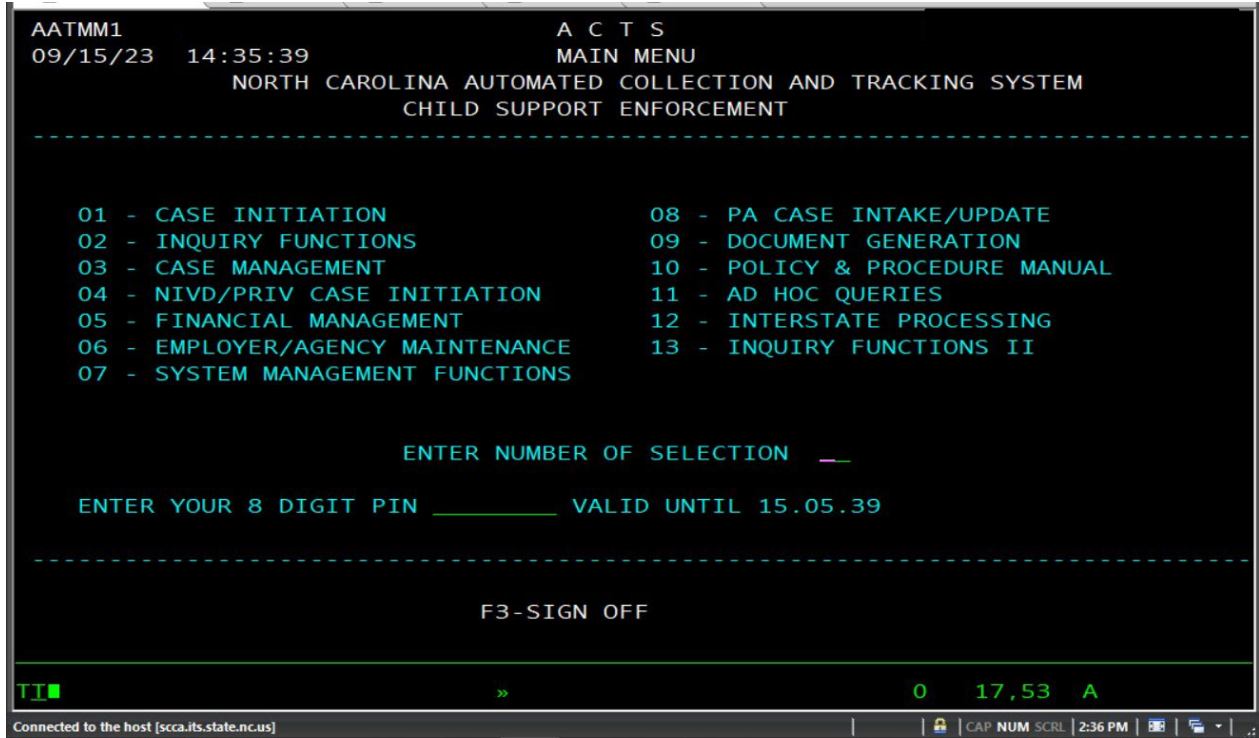 AATMM1 A C T S
09/15/23 14:35:39 MAIN MENU
NORTH CAROLINA AUTOMATED COLLECTION AND TRACKING SYSTEM
CHILD SUPPORT ENFORCEMENT
01 - CASE INITIATION 08 - PA CASE INTAKE/UPDATE
02 - INQUIRY FUNCTIONS 09 - DOCUMENT GENERATION
03 - CASE MANAGEMENT 10 - POLICY & PROCEDURE MANUAL
04 - NIVD/PRIV CASE INITIATION 11 - AD HOC QUERIES
05 - FINANCIAL MANAGEMENT 12 - INTERSTATE PROCESSING
06 - EMPLOYER/AGENCY MAINTENANCE 13 - INQUIRY FUNCTIONS II
07 - SYSTEM MANAGEMENT FUNCTIONS
ENTER NUMBER OF SELECTION __
ENTER YOUR 8 DIGIT PIN ________ VALID UNTIL 15.05.39
F3-SIGN OFF
TI » O 17,53 A
Connected to the host [scca.its.state.nc.us] CAP NUM SCRL 2:36 PM